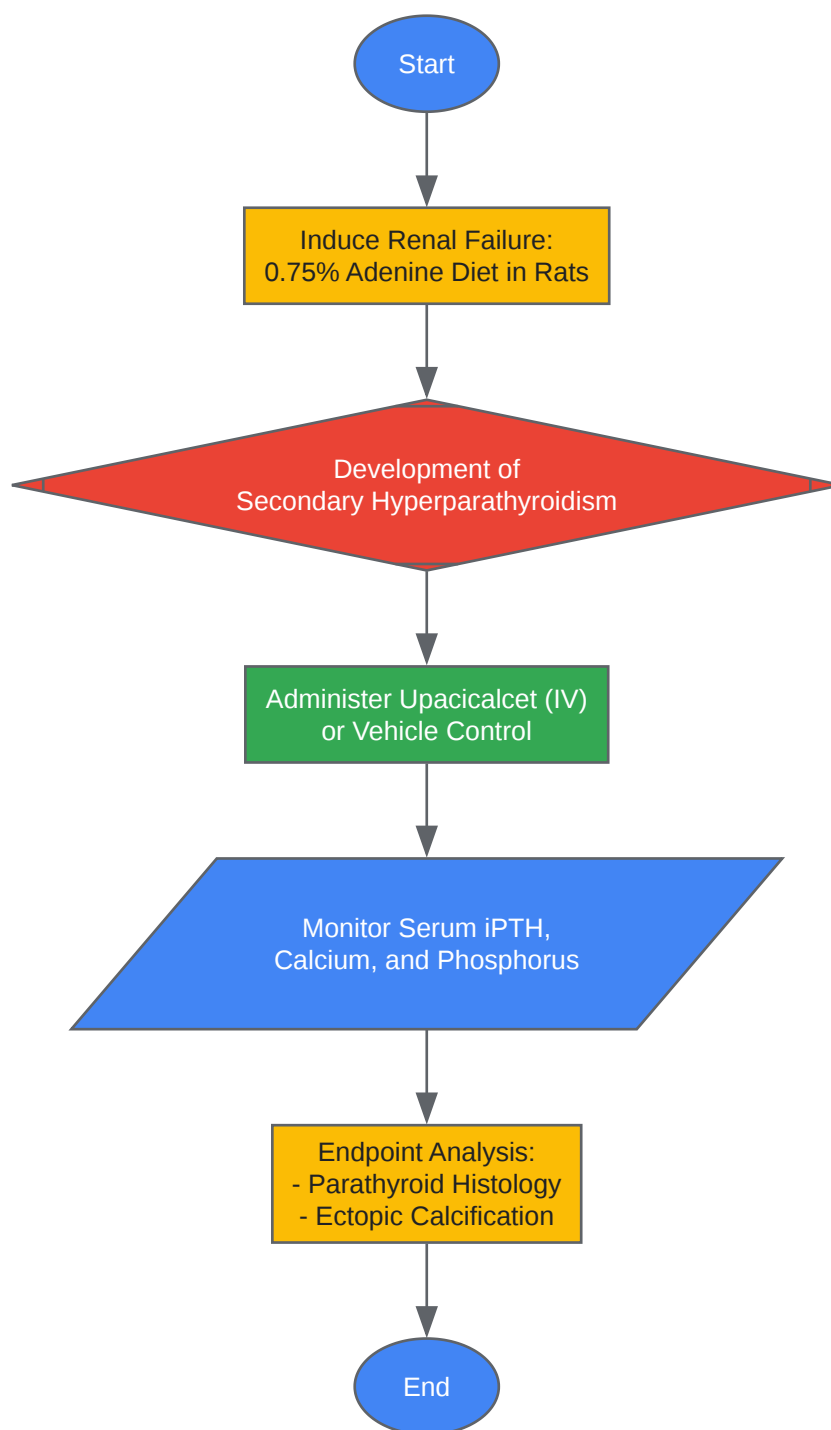 Start
Induce Renal Failure:
0.75% Adenine Diet in Rats
Development of
Secondary Hyperparathyroidism
Administer Upacicalcet (IV)
or Vehicle Control
Monitor Serum iPTH,
Calcium, and Phosphorus
Endpoint Analysis:
- Parathyroid Histology
- Ectopic Calcification
End